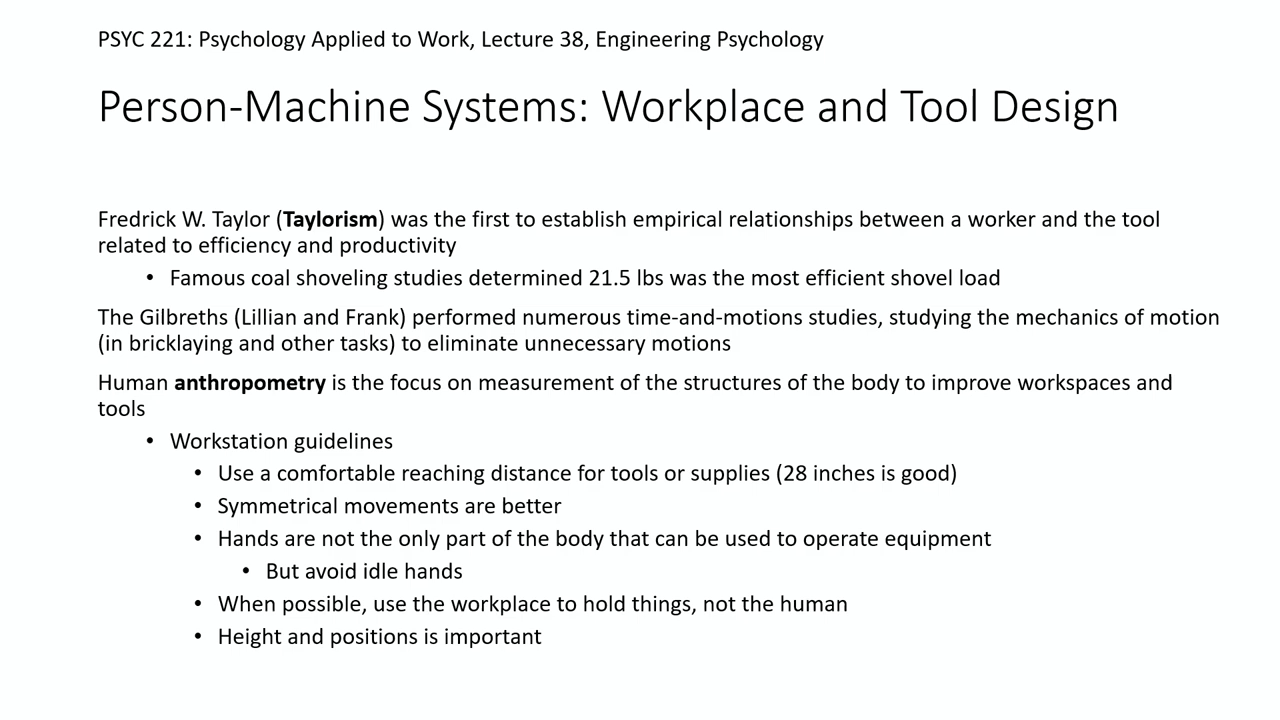 PSYC 221: Psychology Applied to Work, Lecture 38, Engineering Psychology
Person-Machine Systems: Workplace and Tool Design
Fredrick W. Taylor (Taylorism) was the first to establish empirical relationships between a worker and the tool
related to efficiency and productivity
• Famous coal shoveling studies determined 21.5 lbs was the most efficient shovel load
The Gilbreths (Lillian and Frank) performed numerous time-and-motions studies, studying the mechanics of motion
(in bricklaying and other tasks) to eliminate unnecessary motions
Human anthropometry is the focus on measurement of the structures of the body to improve workspaces and
tools
• Workstation guidelines
• Use a comfortable reaching distance for tools or supplies (28 inches is good)
• Symmetrical movements are better
• Hands are not the only part of the body that can be used to operate equipment
• But avoid idle hands
• When possible, use the workplace to hold things, not the human
• Height and positions is important